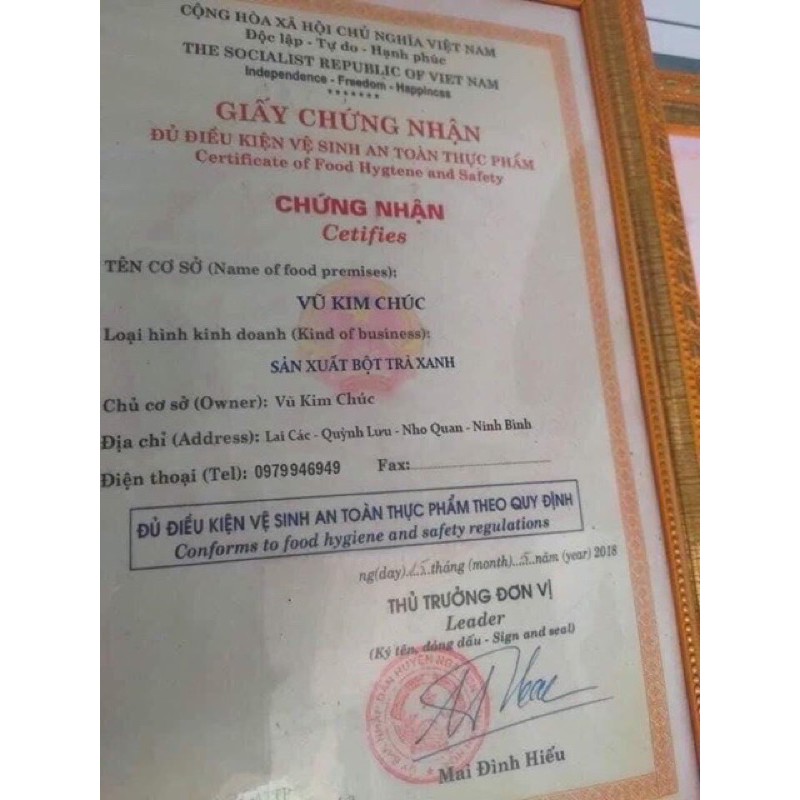 CỘNG HÒA XÃ HỘI CHỦ NGHĨA VIỆT NAM
Độc lập - Tự do - Hạnh phúc
THE SOCIALIST REPUBLIC OF VIET NAM
Independence - Freedom - Happiness
*******
GIẤY CHỨNG NHẬN
ĐỦ ĐIỀU KIỆN VỆ SINH AN TOÀN THỰC PHẨM
Certificate of Food Hygtene and Safety
CHỨNG NHẬN
Cetifies
TÊN CƠ SỞ (Name of food premises):
VŨ KIM CHÚC
Loại hình kinh doanh (Kind of business):
SẢN XUẤT BỘT TRÀ XANH
Chủ cơ sở (Owner): Vũ Kim Chúc
Địa chỉ (Address): Lai Các - Quỳnh Lưu - Nho Quan - Ninh Bình
Điện thoại (Tel): 0979946949 Fax:
ĐỦ ĐIỀU KIỆN VỆ SINH AN TOÀN THỰC PHẨM THEO QUY ĐỊNH
Conforms to food hygiene and safety regulations
ng(day) 15 tháng (month) 5 năm (year) 2018
THỦ TRƯỞNG ĐƠN VỊ
Leader
(Ký tên, đóng dấu - Sign and seal)
Mai Đình Hiếu